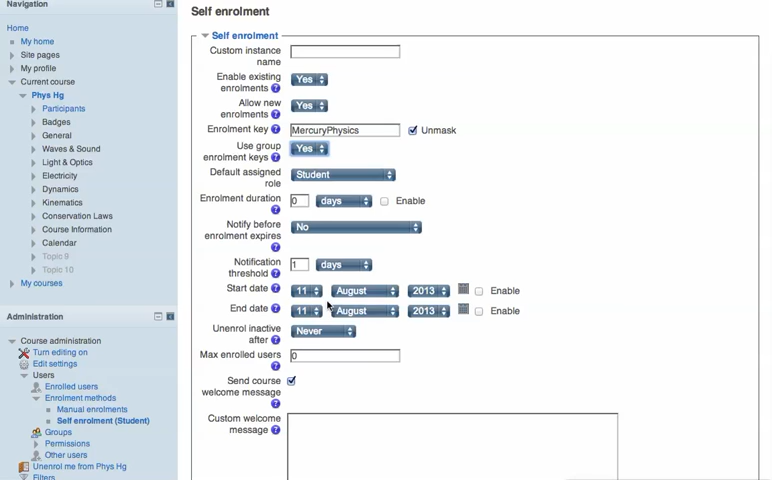 Navigation
Home
My home
Site pages
My profile
Current course
Phys Hg
Participants
Badges
General
Waves & Sound
Light & Optics
Electricity
Dynamics
Kinematics
Conservation Laws
Course Information
Calendar
Topic 9
Topic 10
My courses
Administration
Course administration
Turn editing on
Edit settings
Users
Enrolled users
Enrolment methods
Manual enrolments
Self enrolment (Student)
Groups
Permissions
Other users
Unenrol me from Phys Hg
Filters
Self enrolment
Self enrolment
Custom instance
name
Enable existing Yes
enrolments
Allow new Yes
enrolments
Enrolment key MercuryPhysics Unmask
Use group Yes
enrolment keys
Default assigned Student
role
Enrolment duration 0 days Enable
Notify before No
enrolment expires
Notification 1 days
threshold
Start date 11 August 2013 Enable
End date 11 August 2013 Enable
Unenrol inactive Never
after
Max enrolled users 0
Send course
welcome message
Custom welcome
message